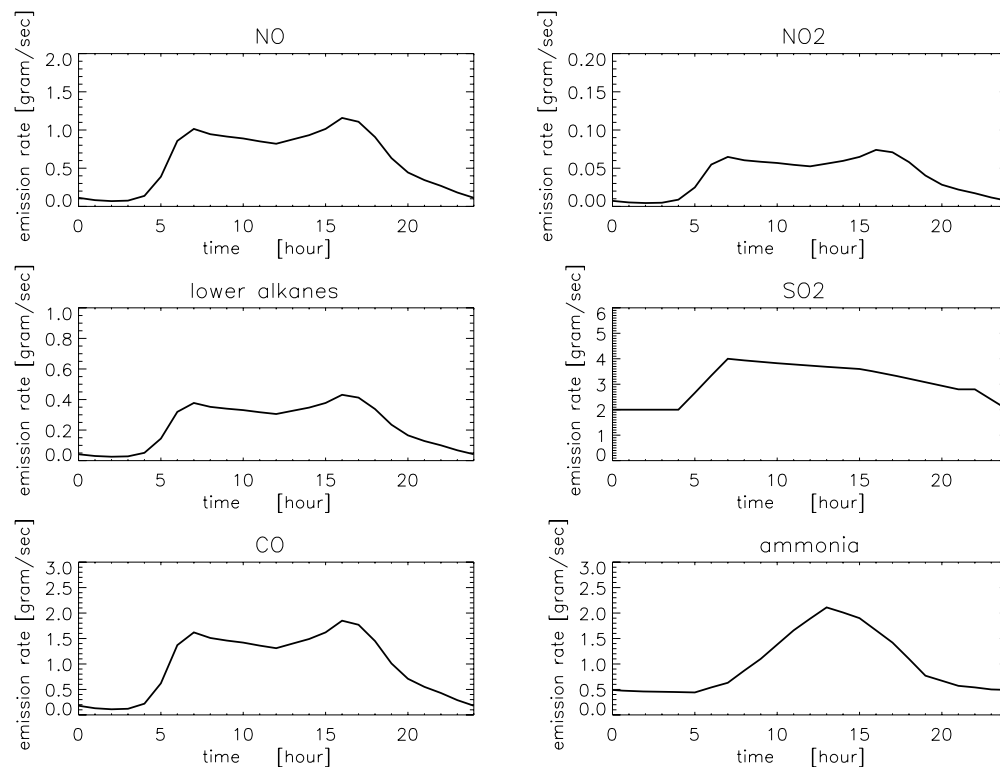 NO
emission rate [gram/sec]
2.0
1.5
1.0
0.5
0.00
0 5 10 15 20
time [hour]
NO2
emission rate [gram/sec]
0.20
0.15
0.10
0.05
0.00
0 5 10 15 20
time [hour]
lower alkanes
emission rate [gram/sec]
1.0
0.8
0.6
0.4
0.2
0.0
0 5 10 15 20
time [hour]
SO2
emission rate [gram/sec]
6
5
4
3
2
1
0
0 5 10 15 20
time [hour]
CO
emission rate [gram/sec]
3.0
2.5
2.0
1.5
1.0
0.5
0.0
0 5 10 15 20
time [hour]
ammonia
emission rate [gram/sec]
3.0
2.5
2.0
1.5
1.0
0.5
0.0
0 5 10 15 20
time [hour]